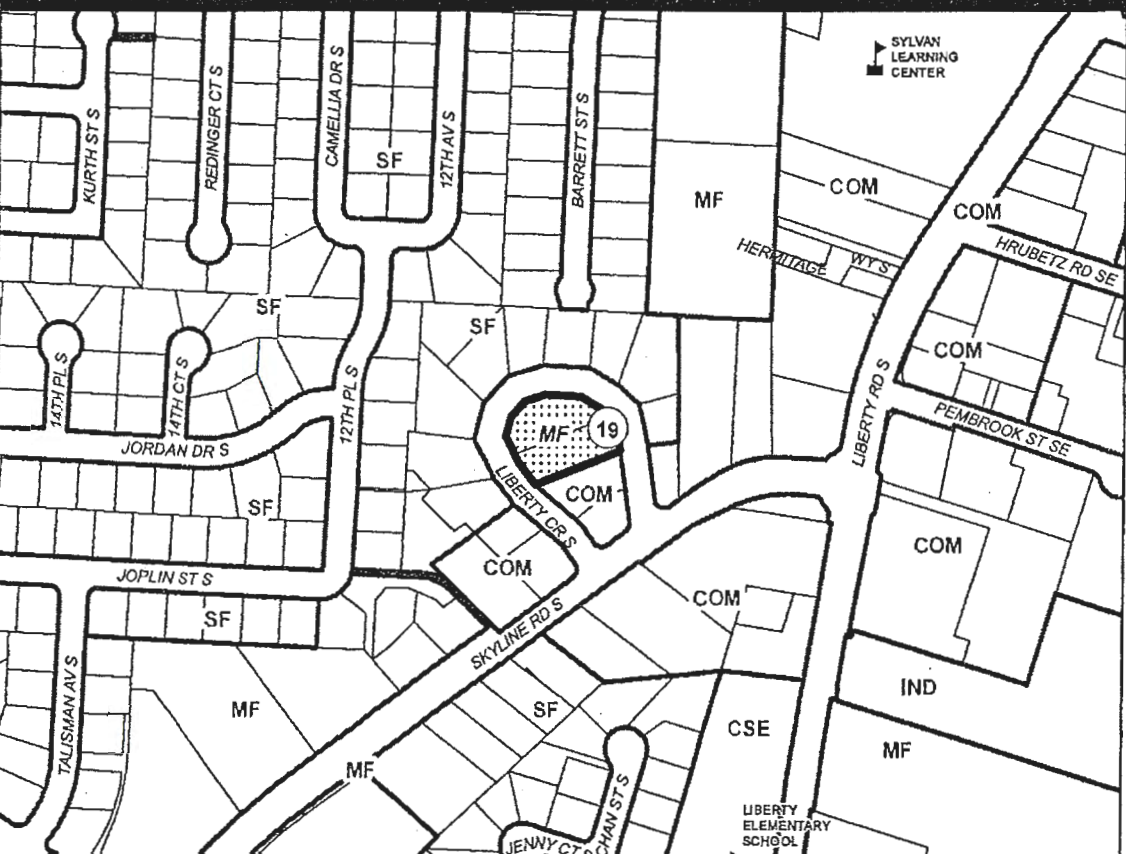 SYLVAN
LEARNING
CENTER
KURTH ST S
REDINGER CT S
CAMELLIA DR S
SF
12TH AV S
BARRETT ST S
MF
COM
COM
HERMITAGE WY S
HRUBETZ RD SE
SF
SF
COM
14TH PL S
14TH CT S
12TH PL S
LIBERTY RD S
JORDAN DR S
MF
19
PEMBROOK ST SE
COM
LIBERTY CR S
SF
COM
COM
JOPLIN ST S
SF
COM
SKYLINE RD S
TALISMAN AV S
MF
SF
IND
CSE
MF
MF
LIBERTY
ELEMENTARY
SCHOOL
JENNY CT
CHAN ST S